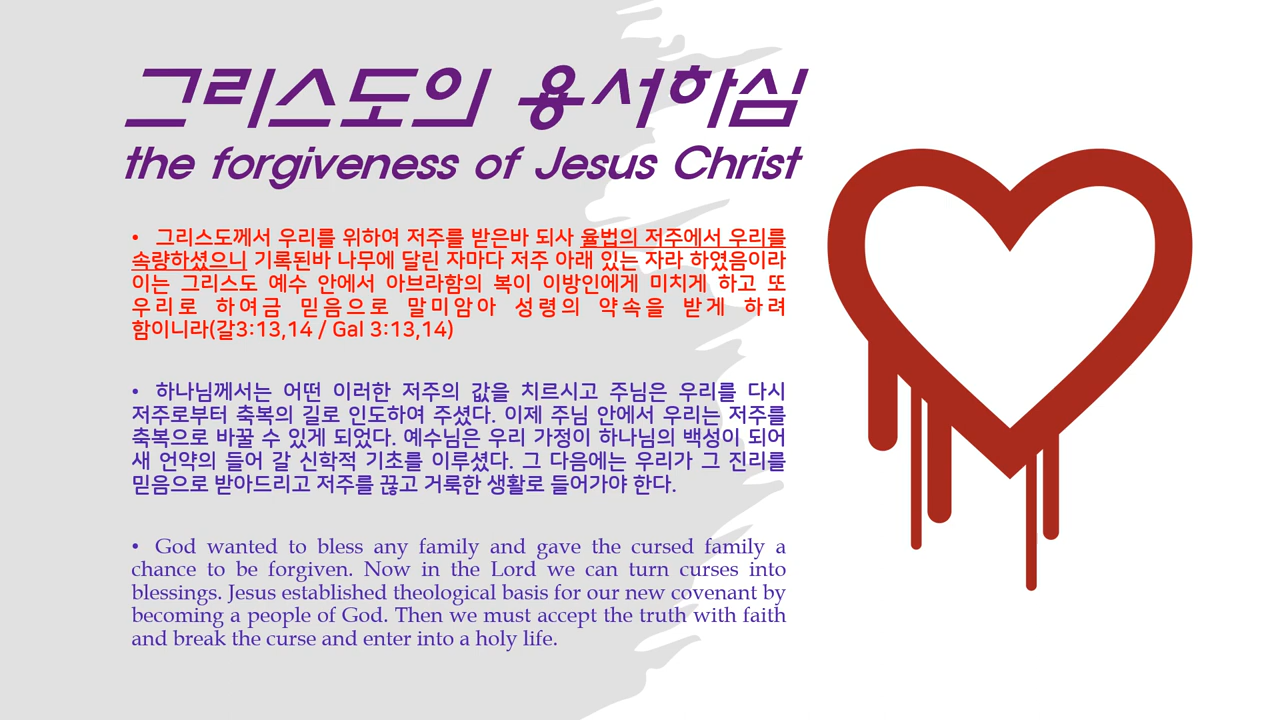 그리스도의 용서하심
the forgiveness of Jesus Christ
• 그리스도께서 우리를 위하여 저주를 받은바 되사 율법의 저주에서 우리를
속량하셨으니 기록된바 나무에 달린 자마다 저주 아래 있는 자라 하였음이라
이는 그리스도 예수 안에서 아브라함의 복이 이방인에게 미치게 하고 또
우리로 하여금 믿음으로 말미암아 성령의 약속을 받게 하려
함이니라(갈3:13,14 / Gal 3:13,14)
• 하나님께서는 어떤 이러한 저주의 값을 치르시고 주님은 우리를 다시
저주로부터 축복의 길로 인도하여 주셨다. 이제 주님 안에서 우리는 저주를
축복으로 바꿀 수 있게 되었다. 예수님은 우리 가정이 하나님의 백성이 되어
새 언약의 들어 갈 신학적 기초를 이루셨다. 그 다음에는 우리가 그 진리를
믿음으로 받아드리고 저주를 끊고 거룩한 생활로 들어가야 한다.
• God wanted to bless any family and gave the cursed family a
chance to be forgiven. Now in the Lord we can turn curses into
blessings. Jesus established theological basis for our new covenant by
becoming a people of God. Then we must accept the truth with faith
and break the curse and enter into a holy life.